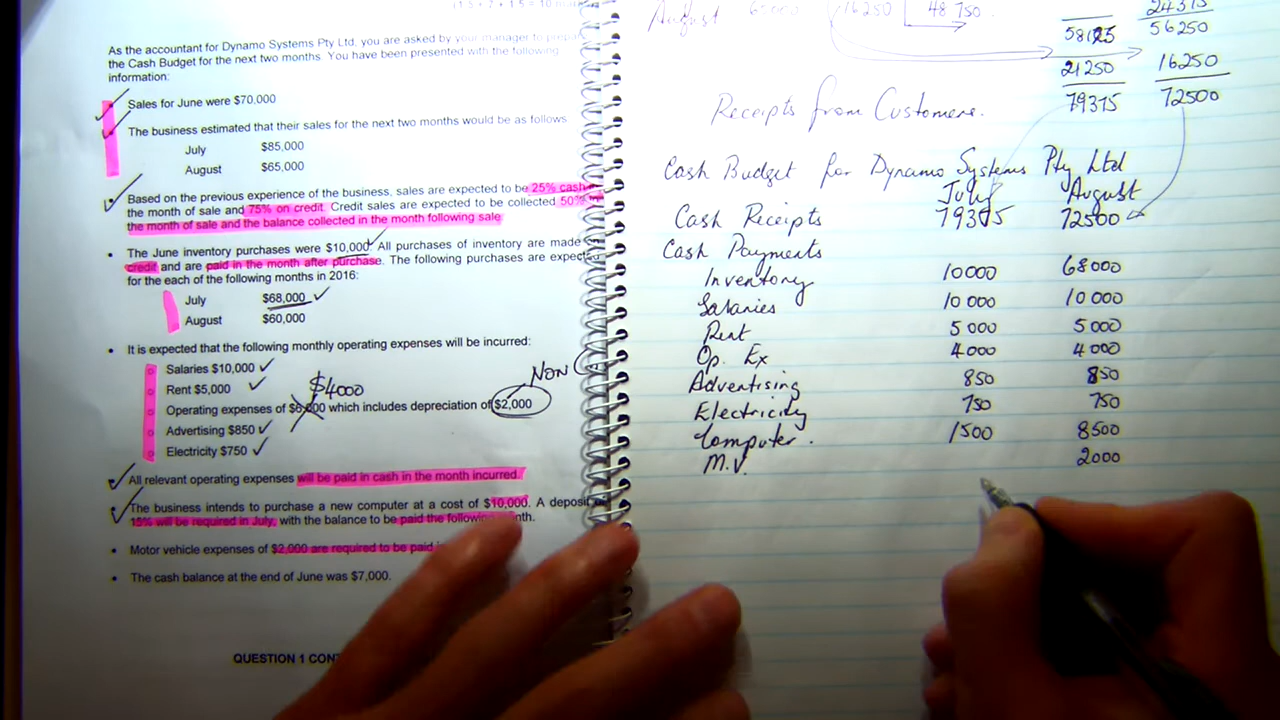 (1.5 + 7 + 1.5 = 10
As the accountant for Dynamo Systems Pty Ltd, you are asked by your manager to
the Cash Budget for the next two months. You have been presented with the following
information:
Sales for June were $70,000
The business estimated that their sales for the next two months would be as follows
July $85,000
August $65,000
Based on the previous experience of the business, sales are expected to be 25% cash
the month of sale and 75% on credit. Credit sales are expected to be collected 50%
the month of sale and the balance collected in the month following sale
The June inventory purchases were $10,000. All purchases of inventory are made on
credit and are paid in the month after purchase. The following purchases are expected
for the each of the following months in 2016:
July $68,000
August $60,000
It is expected that the following monthly operating expenses will be incurred:
Salaries $10,000
Rent $5,000
$4000
Non
Operating expenses of $6,000 which includes depreciation of $2,000
Advertising $850
Electricity $750
All relevant operating expenses will be paid in cash in the month incurred.
The business intends to purchase a new computer at a cost of $10,000. A deposit
15% will be required in July, with the balance to be paid the following
Motor vehicle expenses of $2,000 are required to be paid
The cash balance at the end of June was $7,000.
QUESTION 1
August 65000 16250 48 750
24375
58125 56250
21250 16250
79375 72500
Receipts from Customers.
Cash Budget for Dynamo Systems Pty Ltd
July August
Cash Receipts 79375 72500
Cash Payments
Inventory 10000 68000
Salaries 10 000 10 000
Rent 5 000 5 000
Op. Ex 4000 4 000
Advertising 850 850
Electricity 750 750
Computer. 1500 8500
M.V. 2000